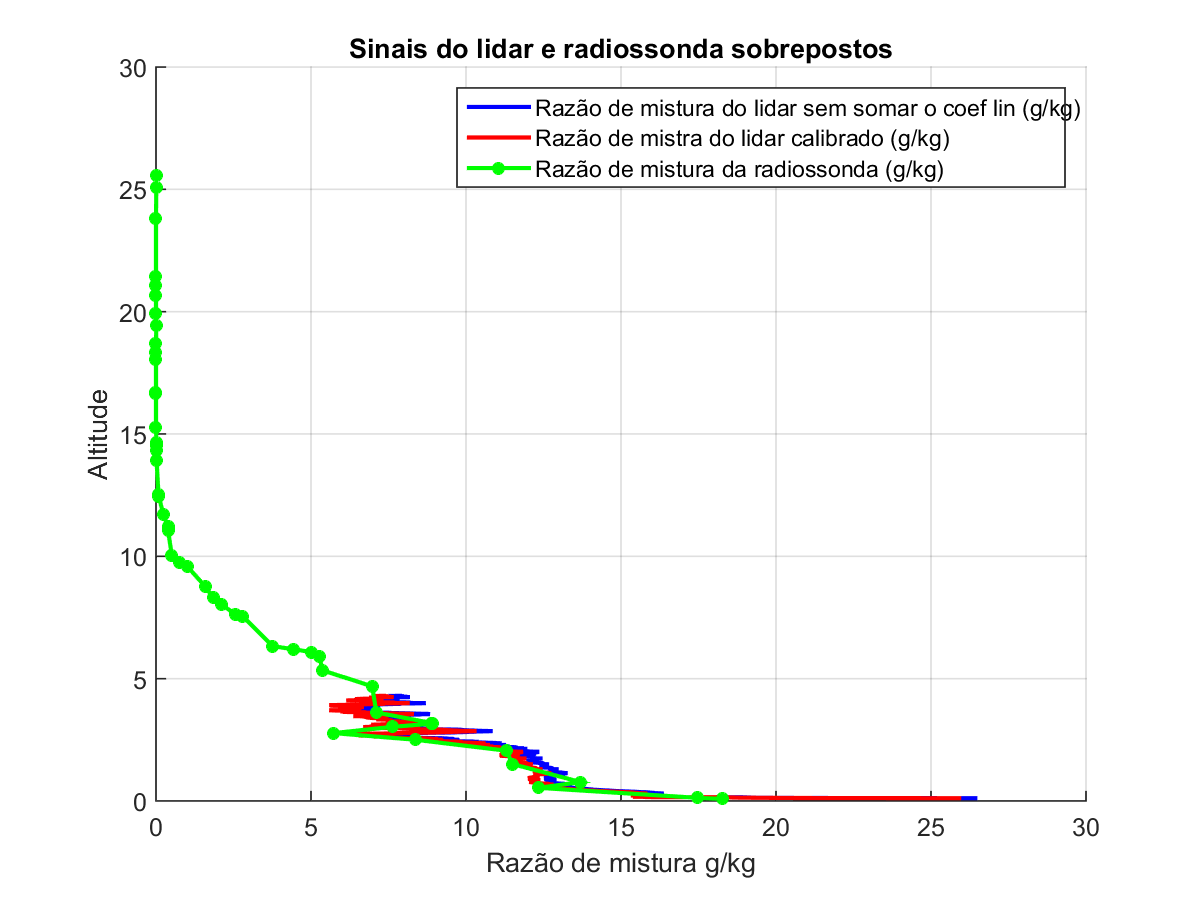 Sinais do lidar e radiossonda sobrepostos
30
Razão de mistura do lidar sem somar o coef lin (g/kg)
Razão de mistra do lidar calibrado (g/kg)
Razão de mistura da radiossonda (g/kg)
25
20
15
10
5
0
Altitude
0 5 10 15 20 25 30
Razão de mistura g/kg